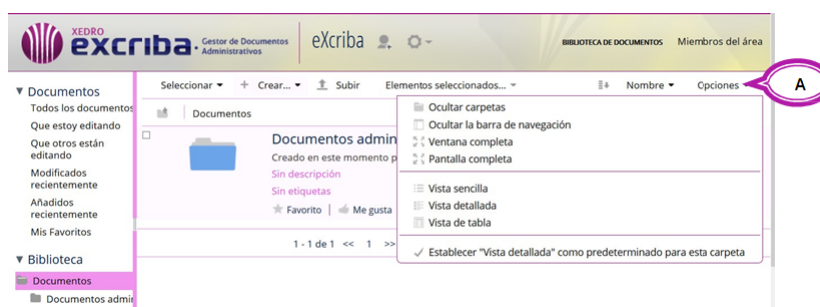 XEDRO
excriba. Gestor de Documentos
Administrativos
eXcriba
BIBLIOTECA DE DOCUMENTOS Miembros del área
Seleccionar Crear... Subir Elementos seleccionados... Nombre Opciones
A
Documentos
Todos los documentos
Que estoy editando
Que otros están
editando
Modificados
recientemente
Añadidos
recientemente
Mis Favoritos
Biblioteca
Documentos
Documentos admin
Documentos
Documentos admin
Creado en este momento p
Sin descripción
Sin etiquetas
Favorito | Me gusta
1 - 1 de 1 << 1 >>
Ocultar carpetas
Ocultar la barra de navegación
Ventana completa
Pantalla completa
Vista sencilla
Vista detallada
Vista de tabla
Establecer "Vista detallada" como predeterminado para esta carpeta